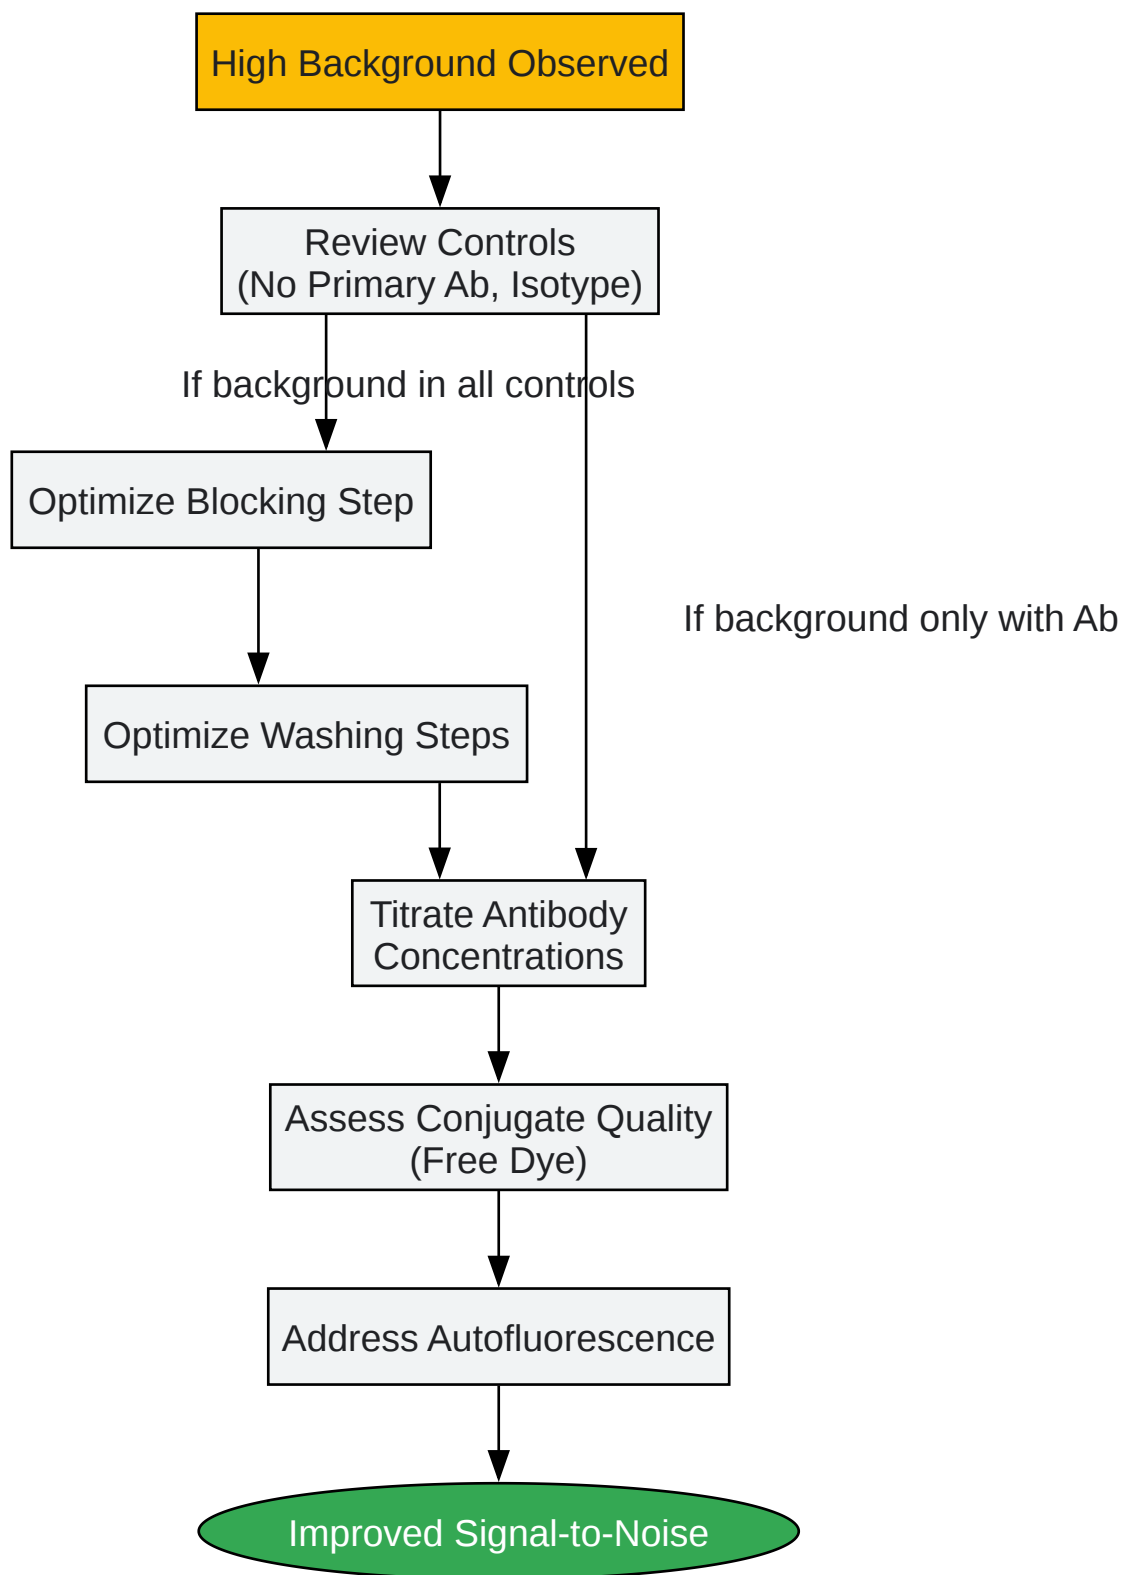 High Background Observed
Review Controls
(No Primary Ab, Isotype)
If background in all controls
Optimize Blocking Step
If background only with Ab
Optimize Washing Steps
Titrate Antibody
Concentrations
Assess Conjugate Quality
(Free Dye)
Address Autofluorescence
Improved Signal-to-Noise